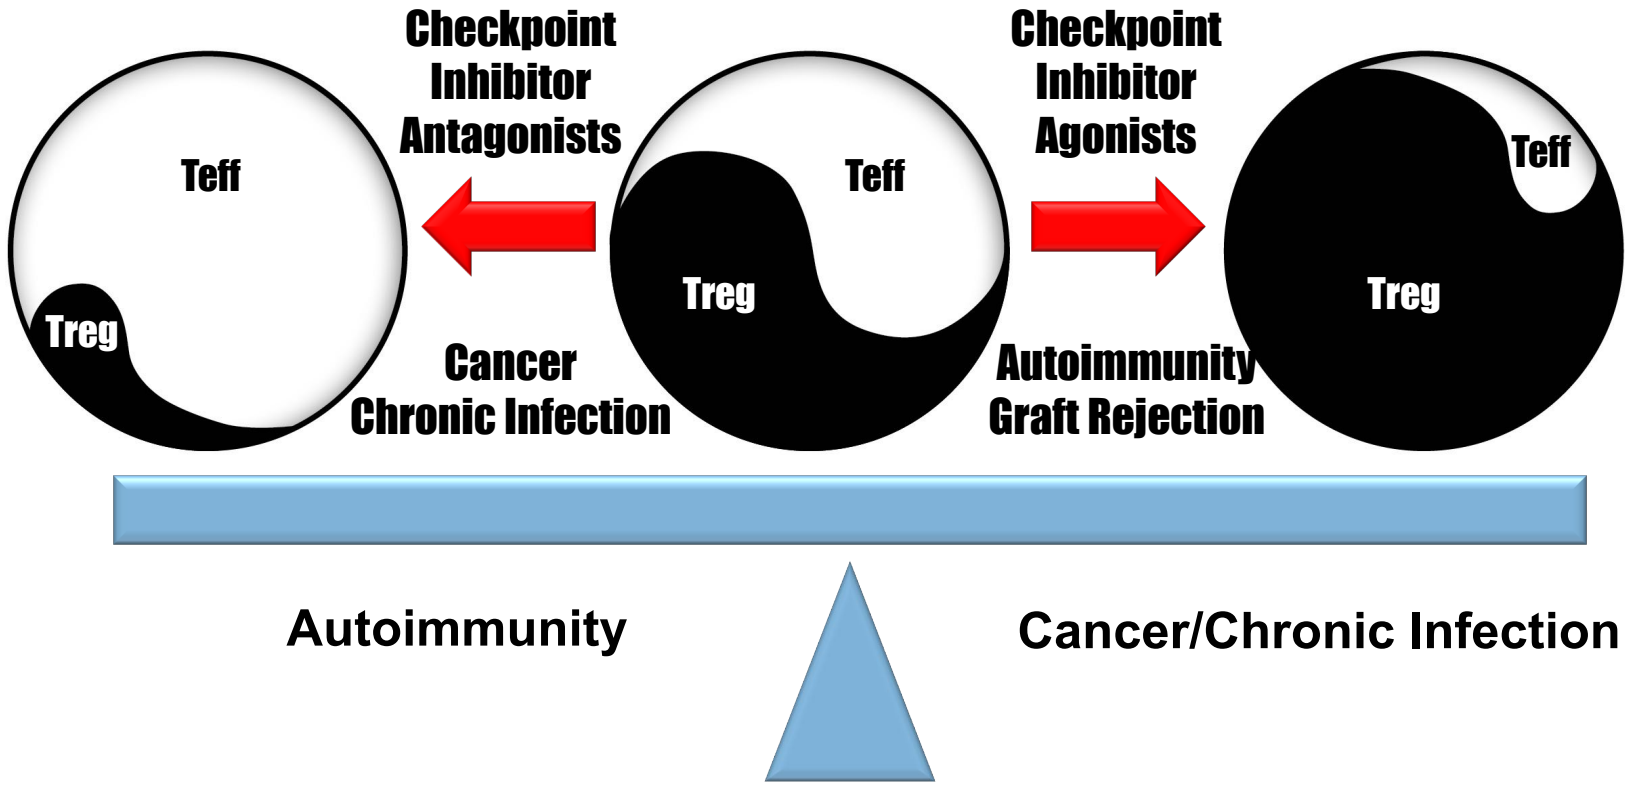 Checkpoint
Inhibitor
Antagonists
Checkpoint
Inhibitor
Agonists
Teff
Treg
Teff
Treg
Teff
Treg
Cancer
Chronic Infection
Autoimmunity
Graft Rejection
Autoimmunity
Cancer/Chronic Infection